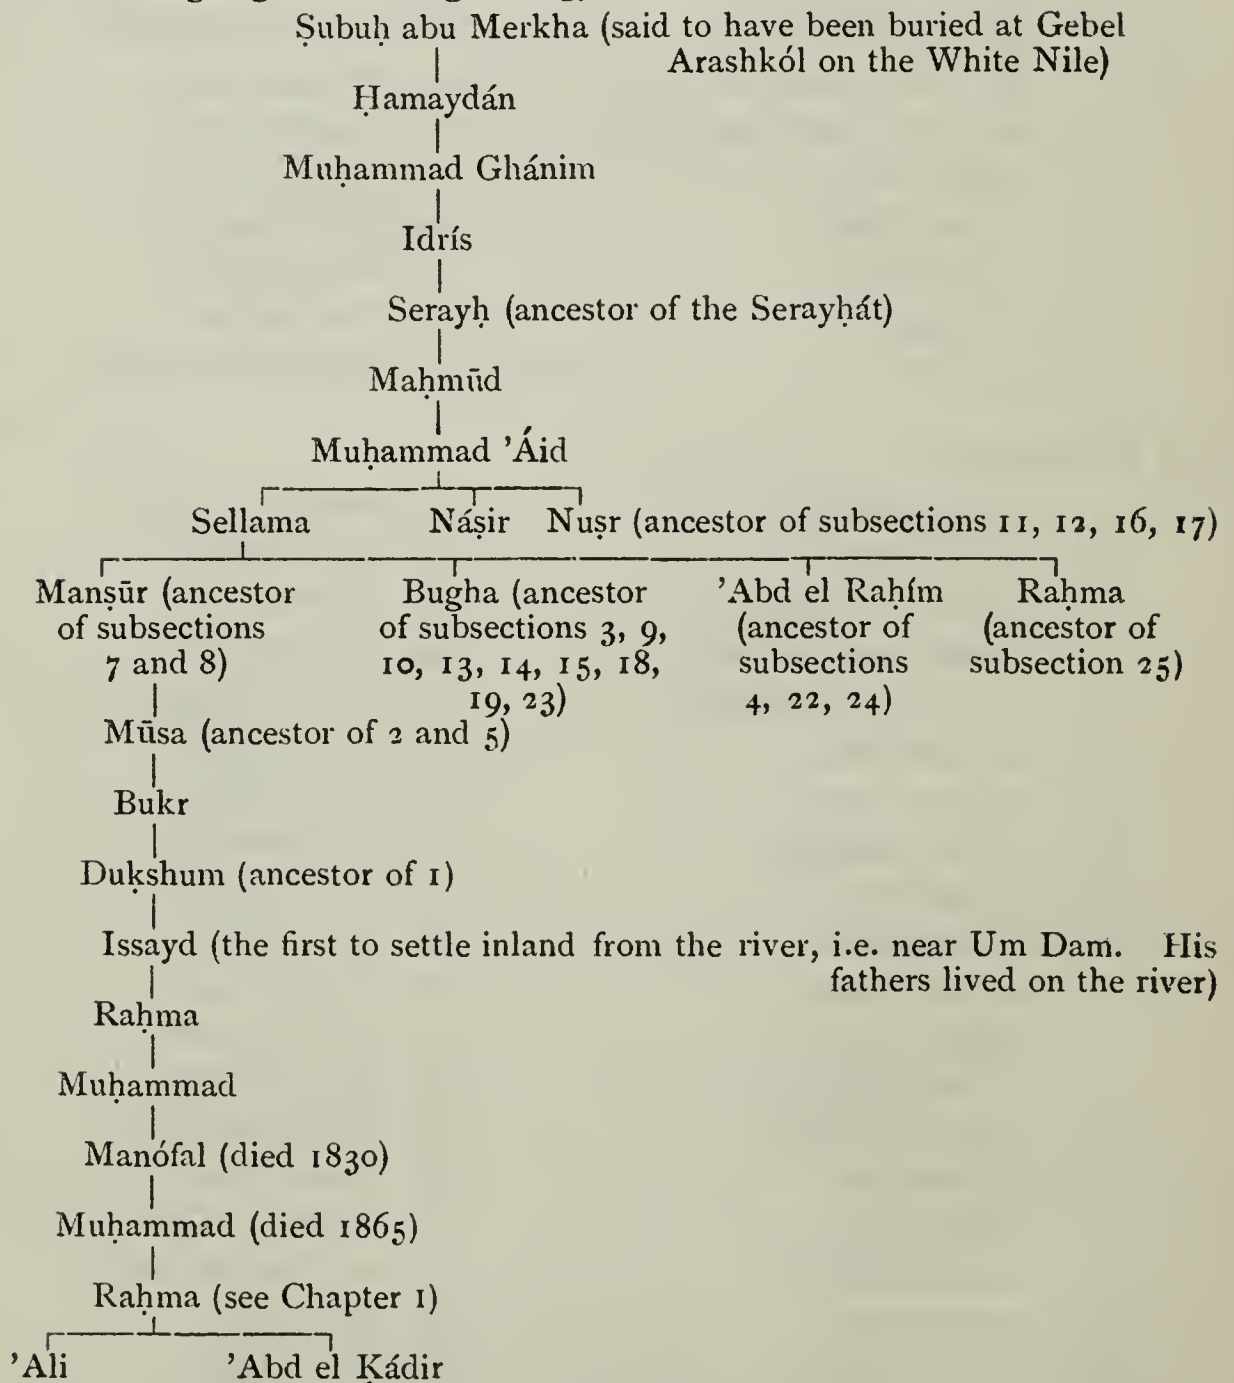 Ṣubuḥ abu Merkha (said to have been buried at Gebel
Arashkól on the White Nile)
Ḥamaydán
Muḥammad Ghánim
Idrís
Serayḥ (ancestor of the Serayḥát)
Maḥmūd
Muḥammad ’Áid
Sellama Náṣir Nuṣr (ancestor of subsections 11, 12, 16, 17)
Manṣūr (ancestor of subsections 7 and 8)
Bugha (ancestor of subsections 3, 9, 10, 13, 14, 15, 18, 19, 23)
’Abd el Raḥím (ancestor of subsections 4, 22, 24)
Raḥma (ancestor of subsection 25)
Mūsa (ancestor of 2 and 5)
Bukr
Duḳshum (ancestor of 1)
Issayd (the first to settle inland from the river, i.e. near Um Dam. His
fathers lived on the river)
Raḥma
Muḥammad
Manófal (died 1830)
Muḥammad (died 1865)
Raḥma (see Chapter 1)
’Ali ’Abd el Ḳádir